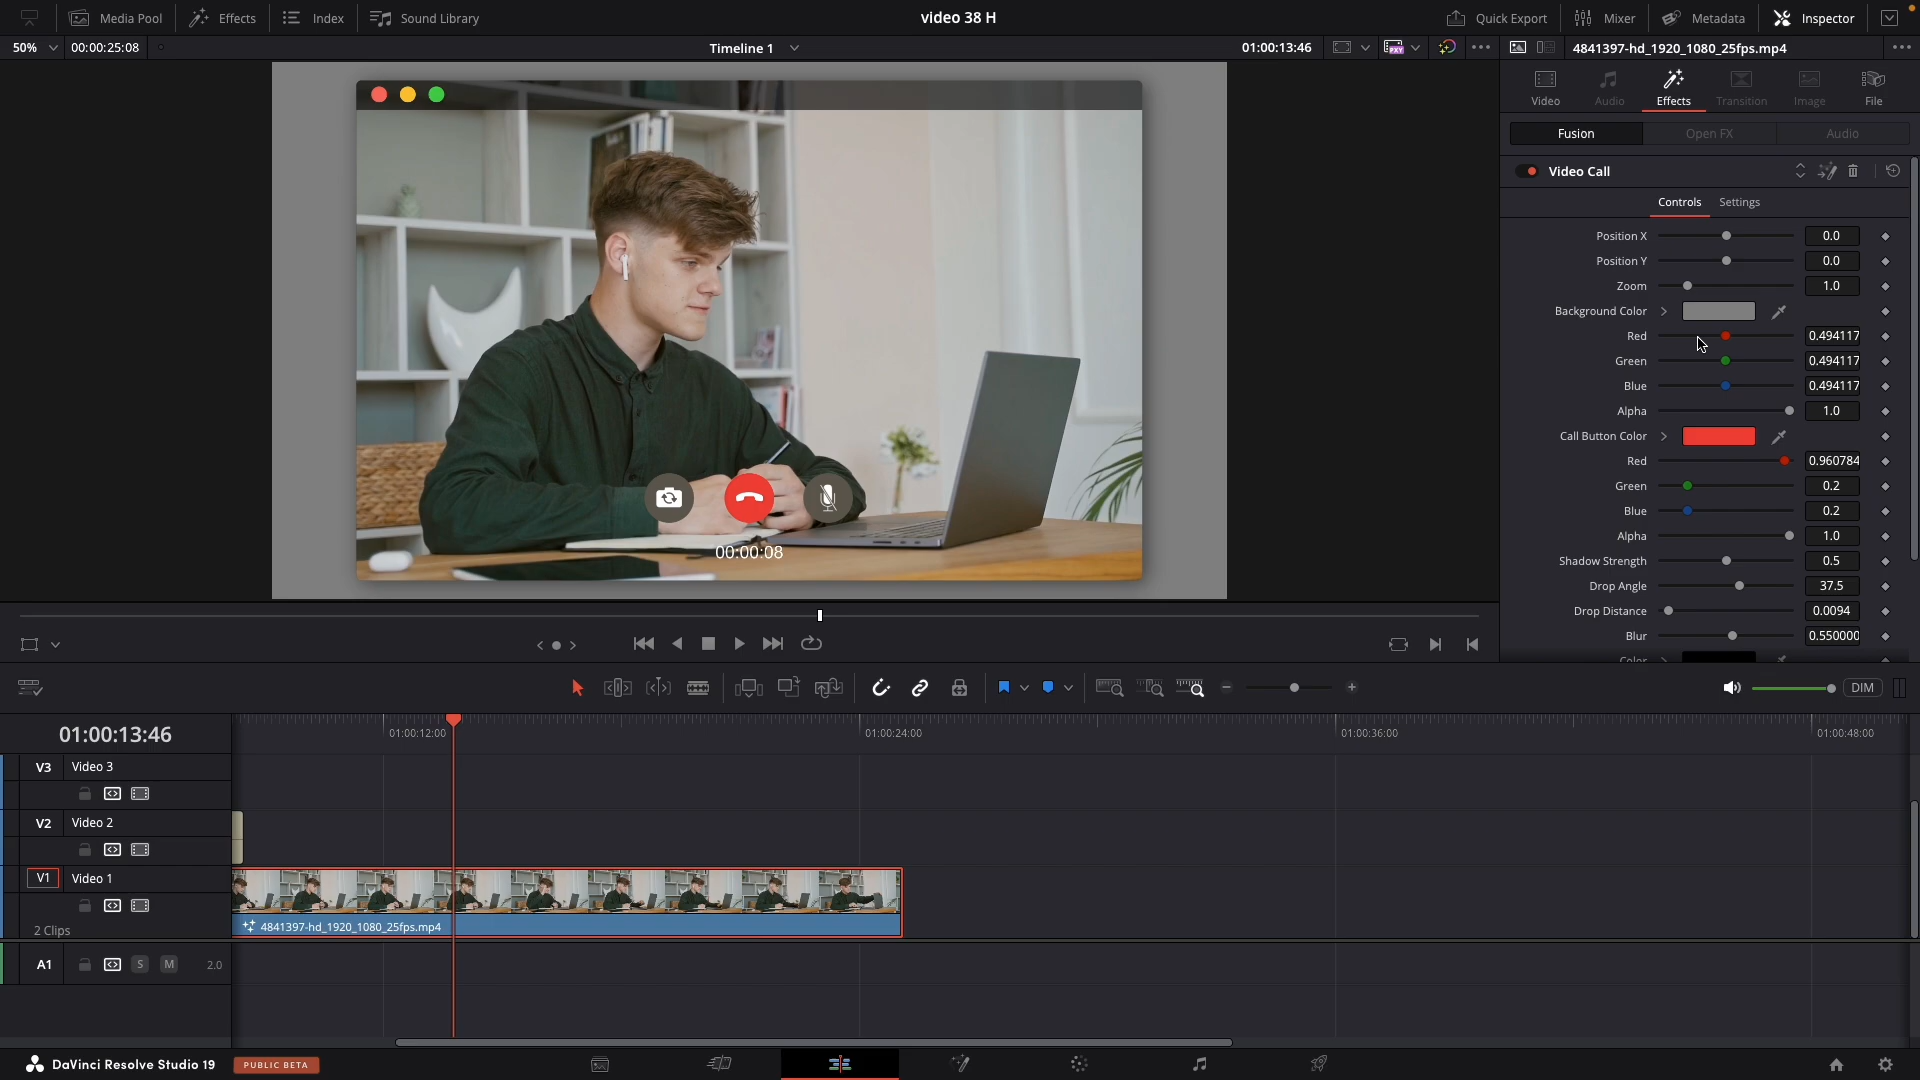 Media Pool Effects Index Sound Library video 38 H Quick Export Mixer Metadata Inspector
50% 00:00:25:08 Timeline 1 01:00:13:46 PXY 4841397-hd_1920_1080_25fps.mp4
Video Audio Effects Transition Image File
Fusion Open FX Audio
Video Call
Controls Settings
Position X 0.0
Position Y 0.0
Zoom 1.0
Background Color
Red 0.494117
Green 0.494117
Blue 0.494117
Alpha 1.0
Call Button Color
Red 0.960784
Green 0.2
Blue 0.2
Alpha 1.0
Shadow Strength 0.5
Drop Angle 37.5
Drop Distance 0.0094
Blur 0.550000
Color
00:00:08
DIM
01:00:13:46
01:00:12:00 01:00:24:00 01:00:36:00 01:00:48:00
V3 Video 3
V2 Video 2
V1 Video 1
2 Clips
4841397-hd_1920_1080_25fps.mp4
A1 S M 2.0
DaVinci Resolve Studio 19 PUBLIC BETA